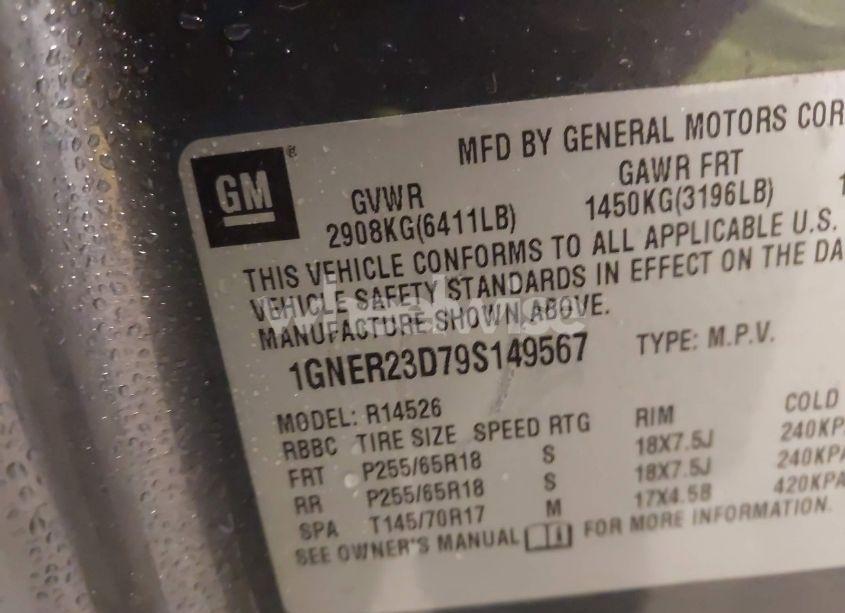 MFD BY GENERAL MOTORS COR
GM ®
GVWR GAWR FRT
2908KG(6411LB) 1450KG(3196LB)
THIS VEHICLE CONFORMS TO ALL APPLICABLE U.S.
VEHICLE SAFETY STANDARDS IN EFFECT ON THE DA
MANUFACTURE SHOWN ABOVE.
1GNER23D79S149567 TYPE: M.P.V.
MODEL: R14526
RBBC TIRE SIZE SPEED RTG RIM COLD
FRT P255/65R18 S 18X7.5J 240KPA
RR P255/65R18 S 18X7.5J 240KPA
SPA T145/70R17 M 17X4.5B 420KPA
SEE OWNER'S MANUAL FOR MORE INFORMATION.